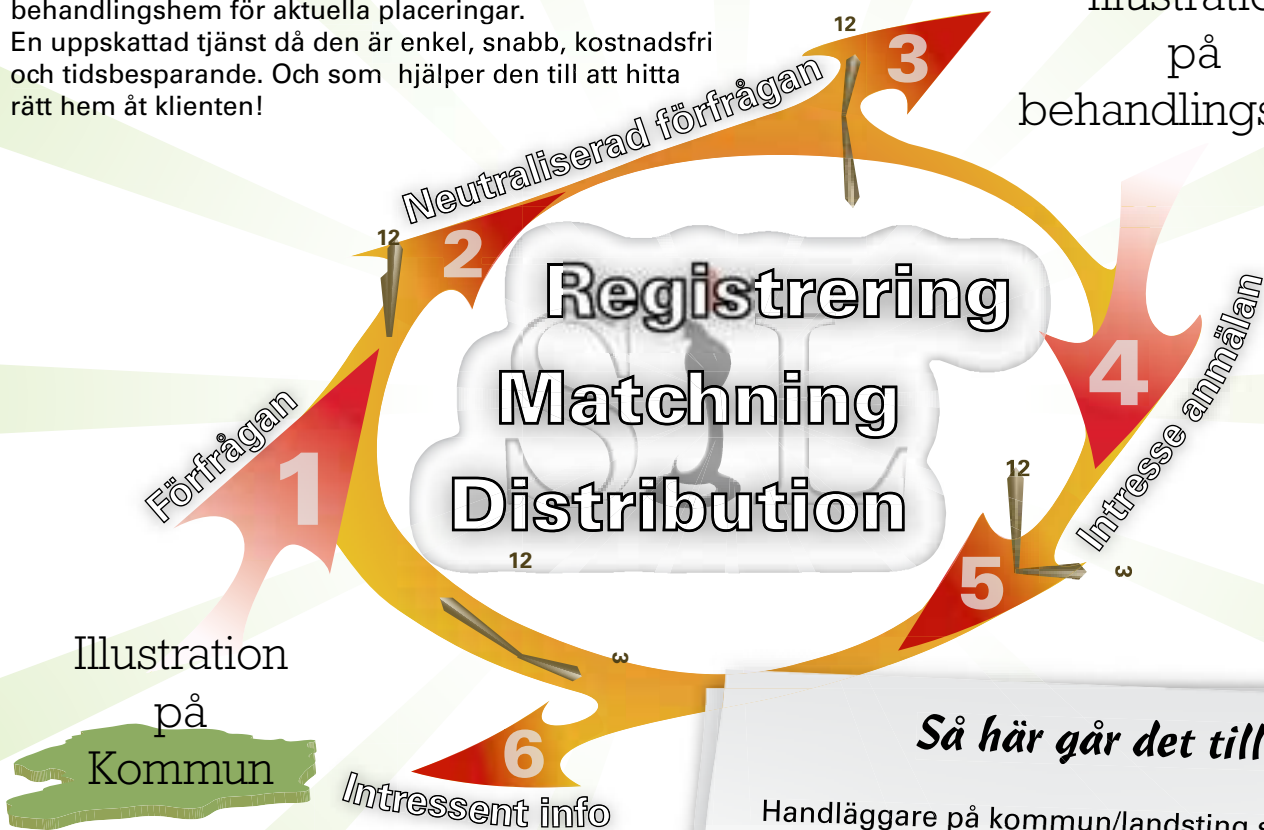 behandlingshem för aktuella placeringar.
En uppskattad tjänst då den är enkel, snabb, kostnadsfri
och tidsbesparande. Och som hjälper den till att hitta
rätt hem åt klienten!
på
12
3
Neutraliserad förfrågan
12
2
Registrering
Matchning
Distribution
S L
4
Intresse anmälan
Förfrågan
1
12
3
5
12
3
Illustration
på
Kommun
6
Intressent info
Så här går det till
Handläggare på kommun/landsting